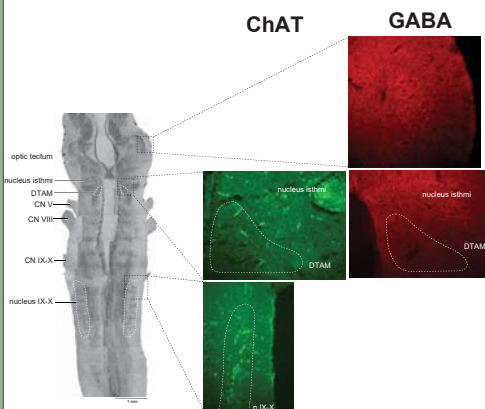 ChAT
GABA
optic tectum
nucleus isthmi
DTAM
CN V
CN VIII
CN IX-X
nucleus IX-X
1 mm
nucleus isthmi
DTAM
nucleus isthmi
DTAM
n.IX-X